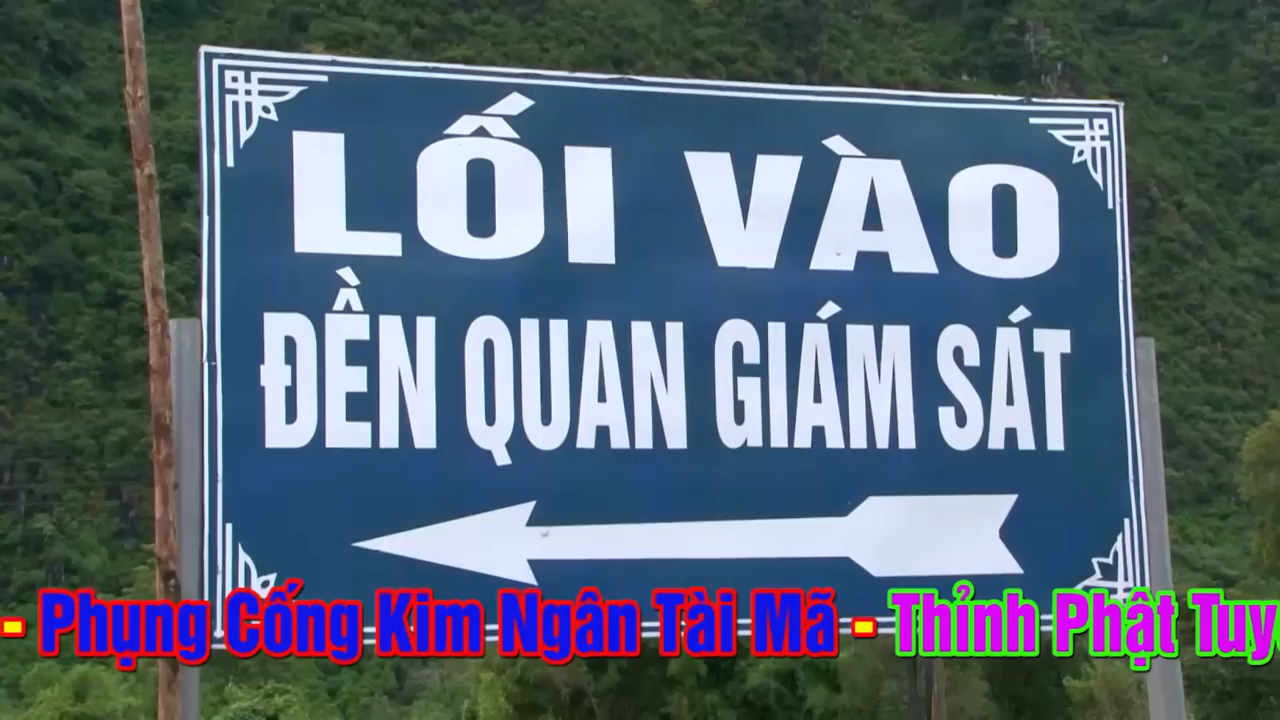 LỐI VÀO
ĐỀN QUAN GIÁM SÁT
- Phụng Cống Kim Ngân Tài Mã - Thỉnh Phật